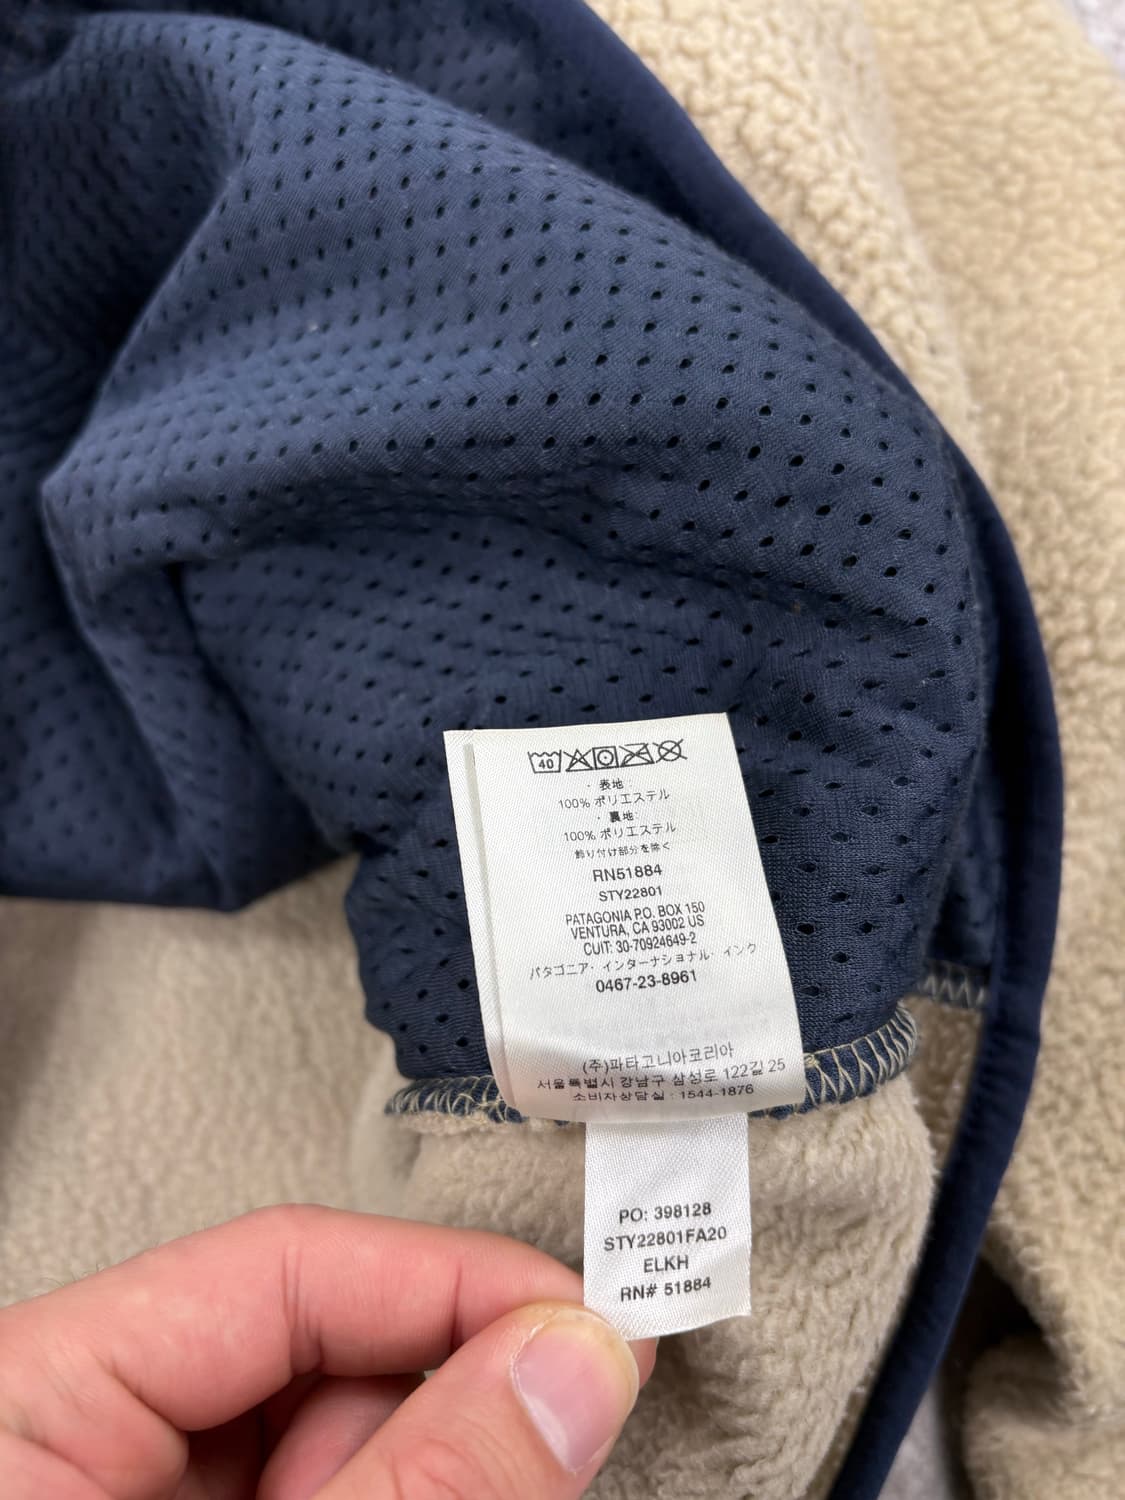 40
・表地:
100% ポリエステル
・裏地:
100% ポリエステル
飾り付け部分を除く
RN51884
STY22801
PATAGONIA P.O. BOX 150
VENTURA, CA 93002 US
CUIT: 30-70924649-2
パタゴニア・インターナショナル・インク
0467-23-8961
(주)파타고니아코리아
서울특별시 강남구 삼성로 122길 25
소비자상담실 : 1544-1876
PO: 398128
STY22801FA20
ELKH
RN# 51884